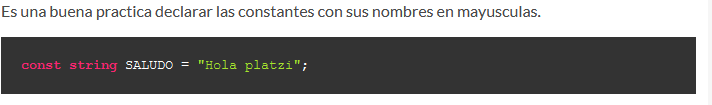 Es una buena practica declarar las constantes con sus nombres en mayusculas.
const string SALUDO = "Hola platzi";